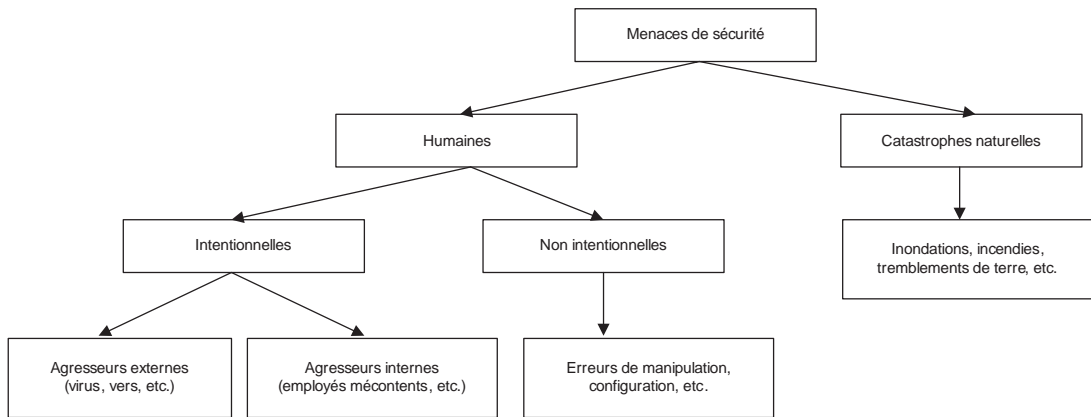 Menaces de sécurité
Humaines
Catastrophes naturelles
Intentionnelles
Non intentionnelles
Inondations, incendies,
tremblements de terre, etc.
Agresseurs externes
(virus, vers, etc.)
Agresseurs internes
(employés mécontents, etc.)
Erreurs de manipulation,
configuration, etc.